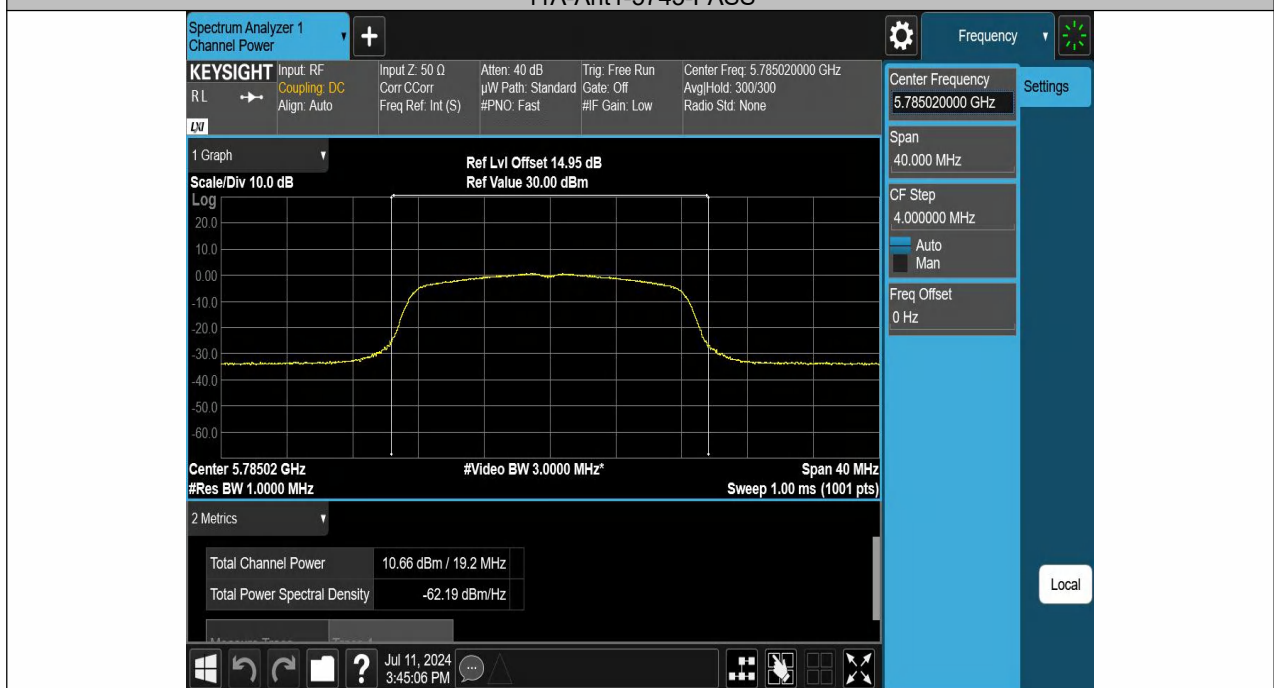 Spectrum Analyzer 1
Channel Power
Frequency
KEYSIGHT
RL
LXI
Input: RF
Coupling: DC
Align: Auto
Input Z: 50 Ω
Corr CCorr
Freq Ref: Int (S)
Atten: 40 dB
µW Path: Standard
#PNO: Fast
Trig: Free Run
Gate: Off
#IF Gain: Low
Center Freq: 5.785020000 GHz
Avg|Hold: 300/300
Radio Std: None
1 Graph
Scale/Div 10.0 dB
Ref Lvl Offset 14.95 dB
Ref Value 30.00 dBm
Log
20.0
10.0
0.00
-10.0
-20.0
-30.0
-40.0
-50.0
-60.0
Center 5.78502 GHz
#Res BW 1.0000 MHz
#Video BW 3.0000 MHz*
Span 40 MHz
Sweep 1.00 ms (1001 pts)
2 Metrics
Total Channel Power 10.66 dBm / 19.2 MHz
Total Power Spectral Density -62.19 dBm/Hz
Jul 11, 2024
3:45:06 PM
Center Frequency
5.785020000 GHz
Settings
Span
40.000 MHz
CF Step
4.000000 MHz
Auto
Man
Freq Offset
0 Hz
Local